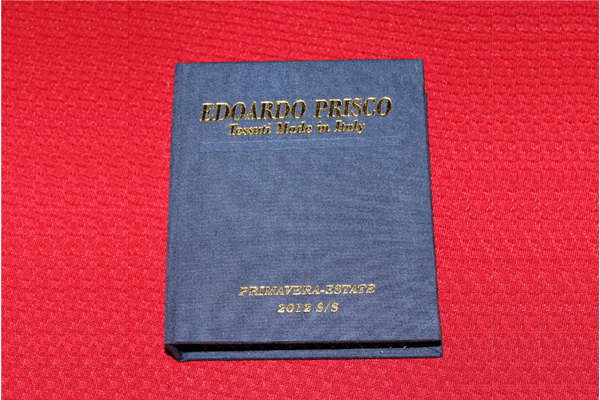 EDOARDO PRISCO
Tessuti Made in Italy
PRIMAVERA-ESTATE
2012 S/S